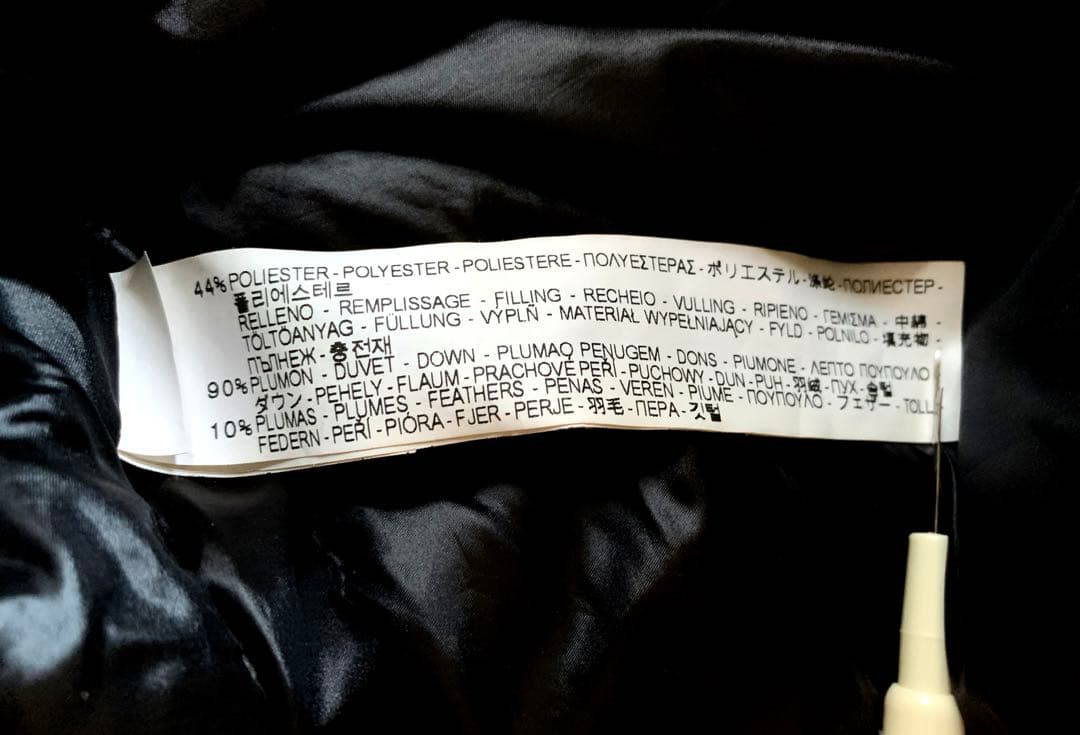 44% POLIESTER - POLYESTER - POLIESTERE - ΠΟΛΥΕΣΤΕΡΑΣ - ポリエステル - 涤纶 - ПОЛИЕСТЕР -
폴리에스테르
RELLENO - REMPLISSAGE - FILLING - RECHEIO - VULLING - RIPIENO - ΓΕΜΙΣΜΑ - 中綿 -
TÖLTŐANYAG - FÜLLUNG - VÝPLŇ - MATERIAŁ WYPEŁNIAJĄCY - FYLD - POLNILO - 填充物 -
ПЪЛНЕЖ - 충전재
90% PLUMÓN - DUVET - DOWN - PENUGEM - DONS - PIUMONE - ΛΕΠΤΟ ΠΟΥΠΟΥΛΟ
ダウン - PEHELY - FLAUM - PRACHOVÉ PEŘÍ - PUCHOWY - DUN - PUH - 羽绒 - ПУХ - 솜털
10% PLUMAS - PLUMES - FEATHERS - PENAS - VEREN - PIUME - ΠΟΥΠΟΥΛΟ - フェザー - TOLL
FEDERN - PEŘÍ - PIÓRA - FJER - PERJE - 羽毛 - ПЕРА - 깃털